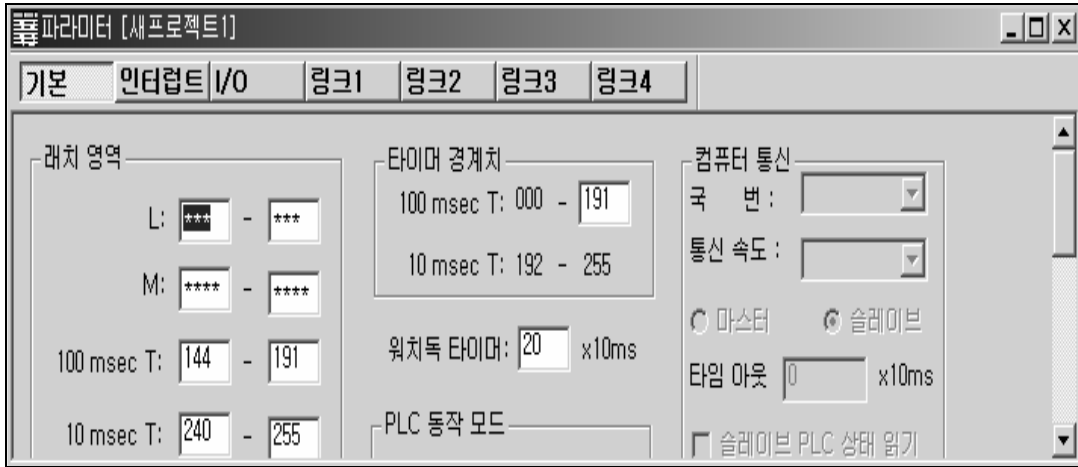 파라미터 [새프로젝트1]
기본 인터럽트 I/O 링크1 링크2 링크3 링크4
래치 영역
L: *** - ***
M: **** - ****
100 msec T: 144 - 191
10 msec T: 240 - 255
타이머 경계치
100 msec T: 000 - 191
10 msec T: 192 - 255
워치독 타이머: 20 x10ms
PLC 동작 모드
컴퓨터 통신
국 번 :
통신 속도 :
마스터 슬레이브
타임 아웃 0 x10ms
슬레이브 PLC 상태 읽기